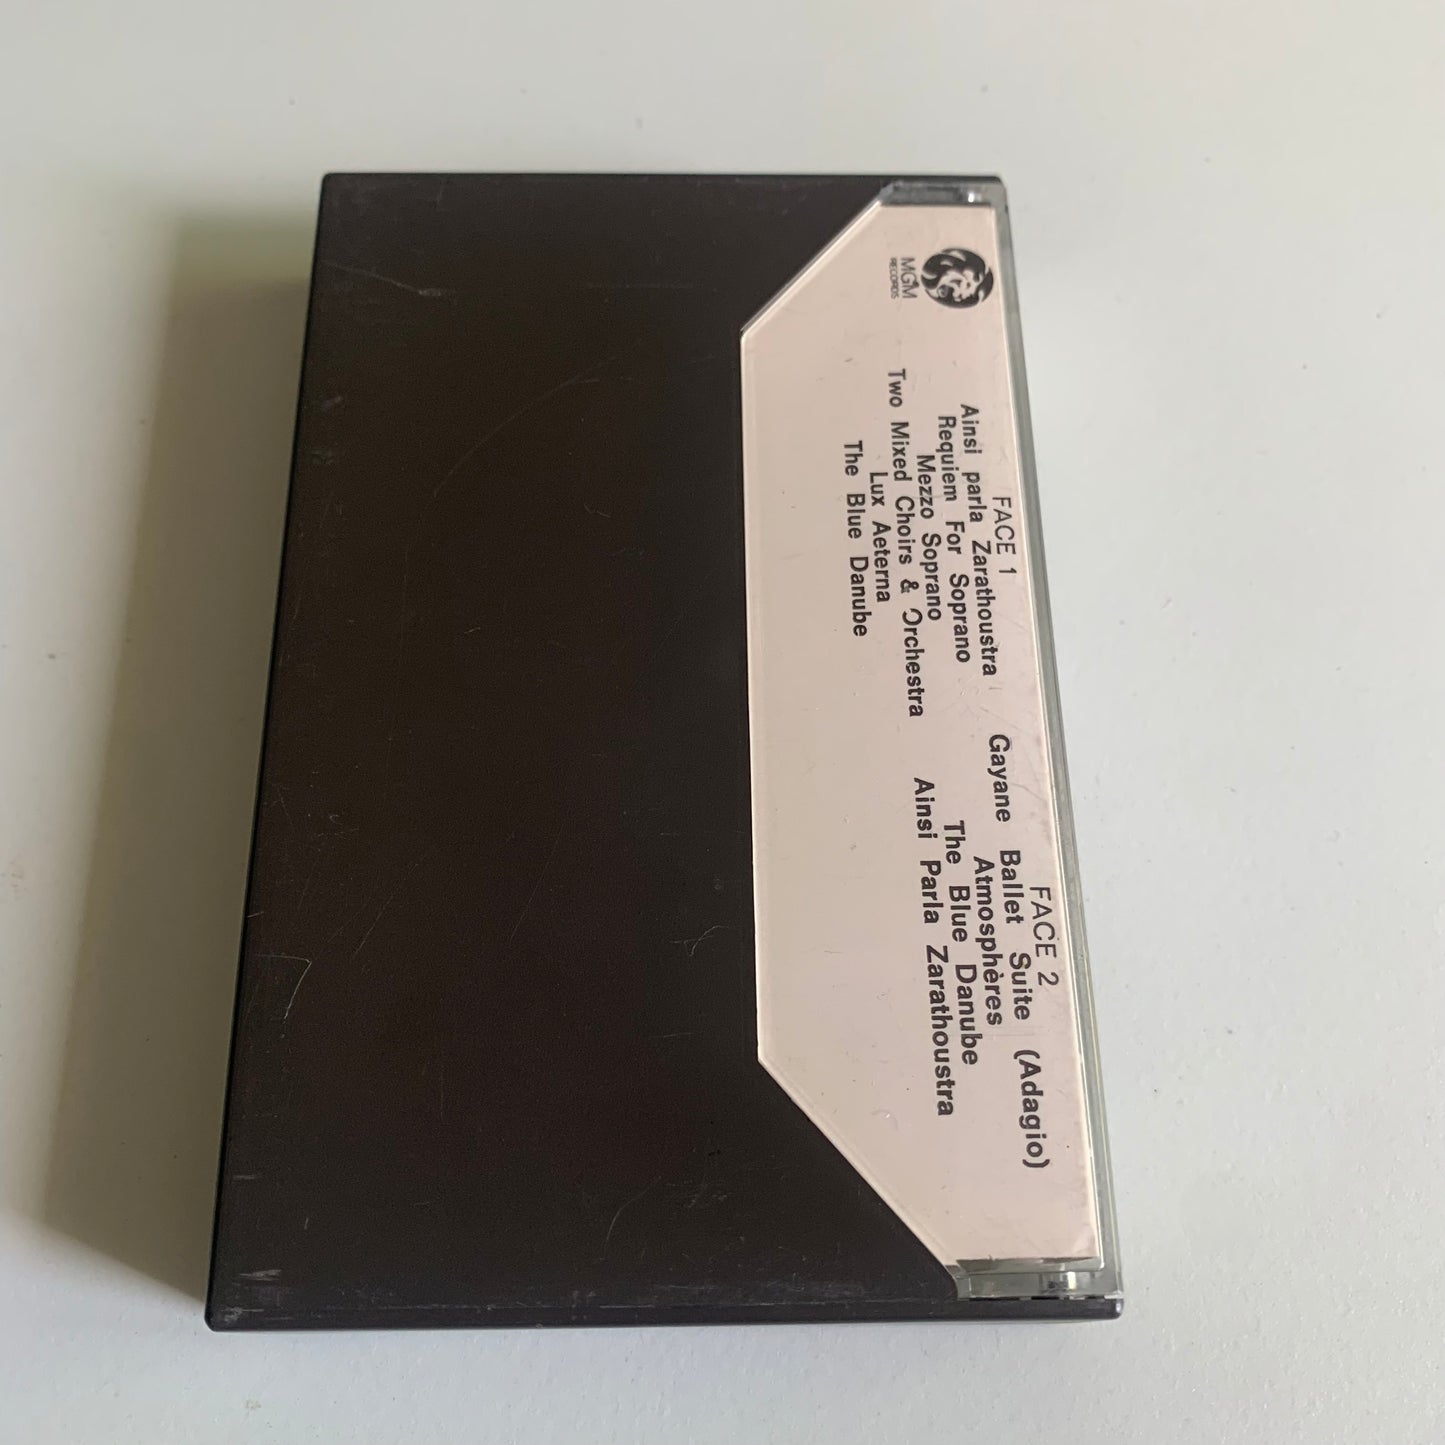 MGM
RECORDS
FACE 1
Ainsi parla Zarathoustra
Requiem For Soprano
Mezzo Soprano
Two Mixed Choirs & Orchestra
Lux Aeterna
The Blue Danube
FACE 2
Gayane Ballet Suite (Adagio)
Atmosphères
The Blue Danube
Ainsi Parla Zarathoustra